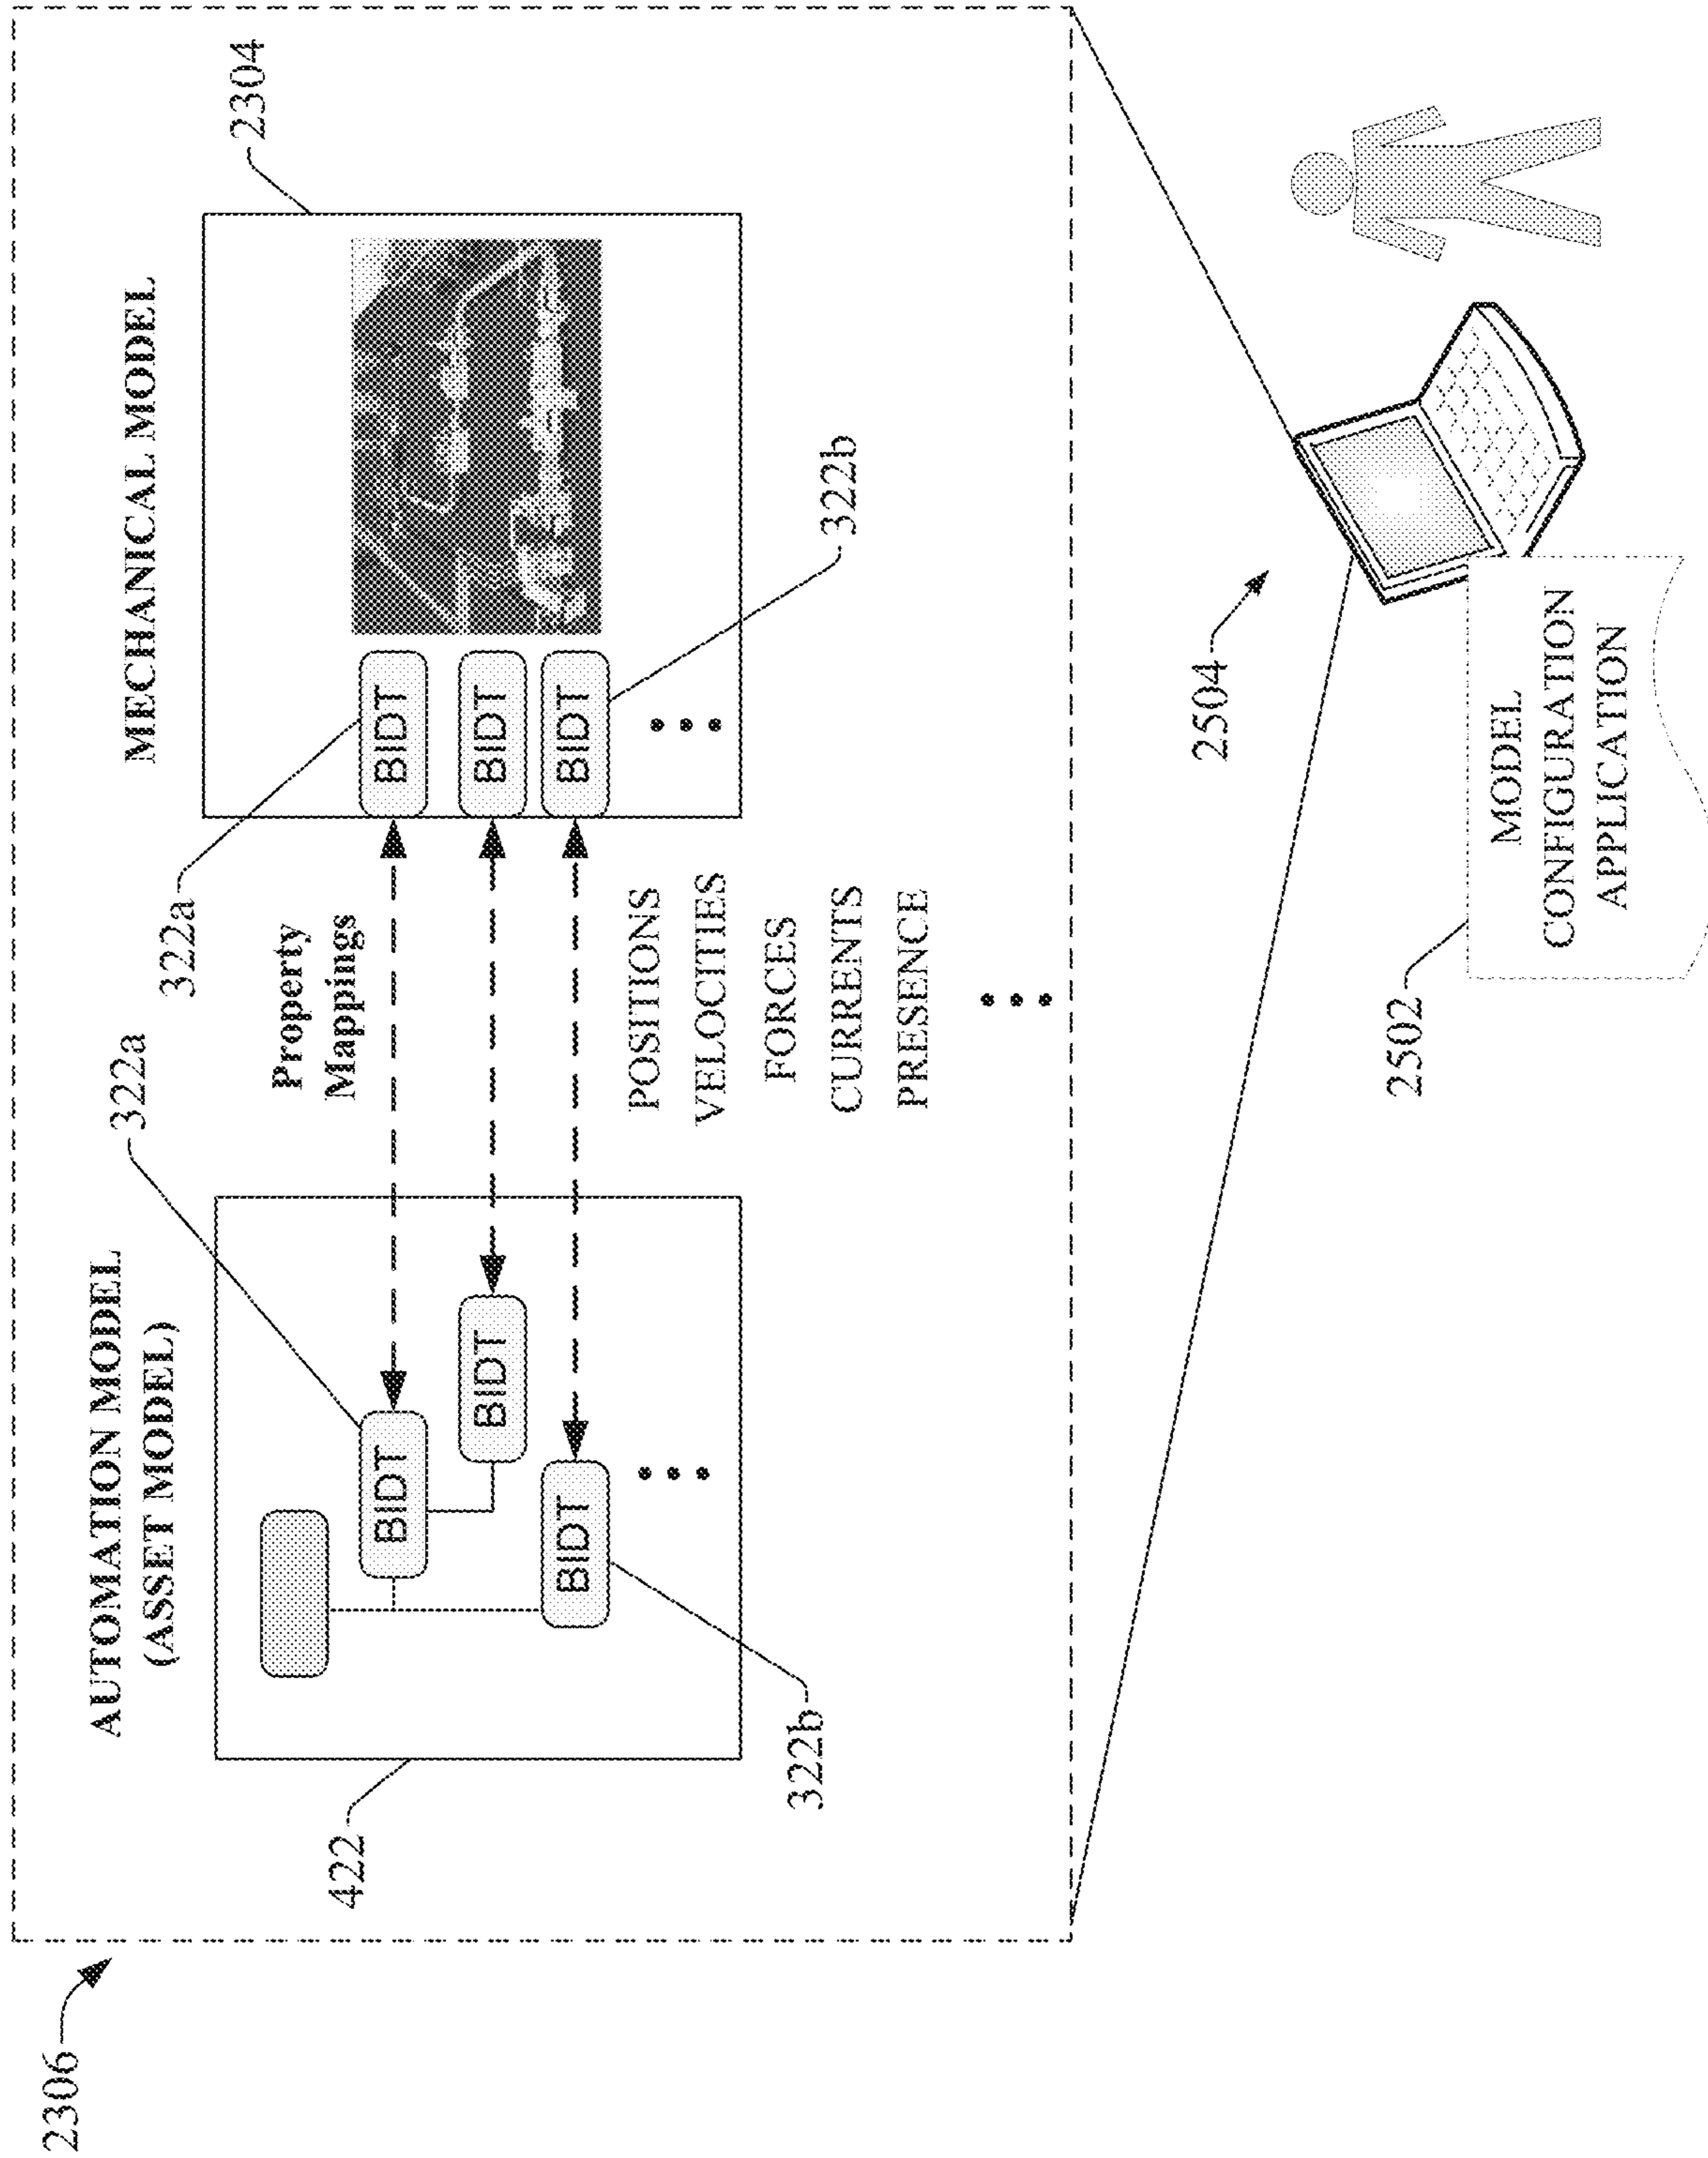 2306
AUTOMATION MODEL
(ASSET MODEL)
322a
422
BIDT
BIDT
BIDT
322b
Property
Mappings
322a
POSITIONS
VELOCITIES
FORCES
CURRENTS
PRESENCE
MECHANICAL MODEL
2304
BIDT
BIDT
BIDT
322b
2504
2502
MODEL
CONFIGURATION
APPLICATION